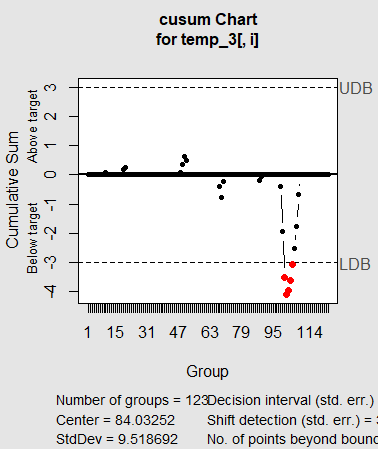 cusum Chart
for temp_3[, i]
Cumulative Sum
Above target
Below target
3
2
1
0
-1
-2
-3
-4
UDB
LDB
1 15 31 47 63 79 95 114
Group
Number of groups = 123
Center = 84.03252
StdDev = 9.518692
Decision interval (std. err.)
Shift detection (std. err.) =
No. of points beyond